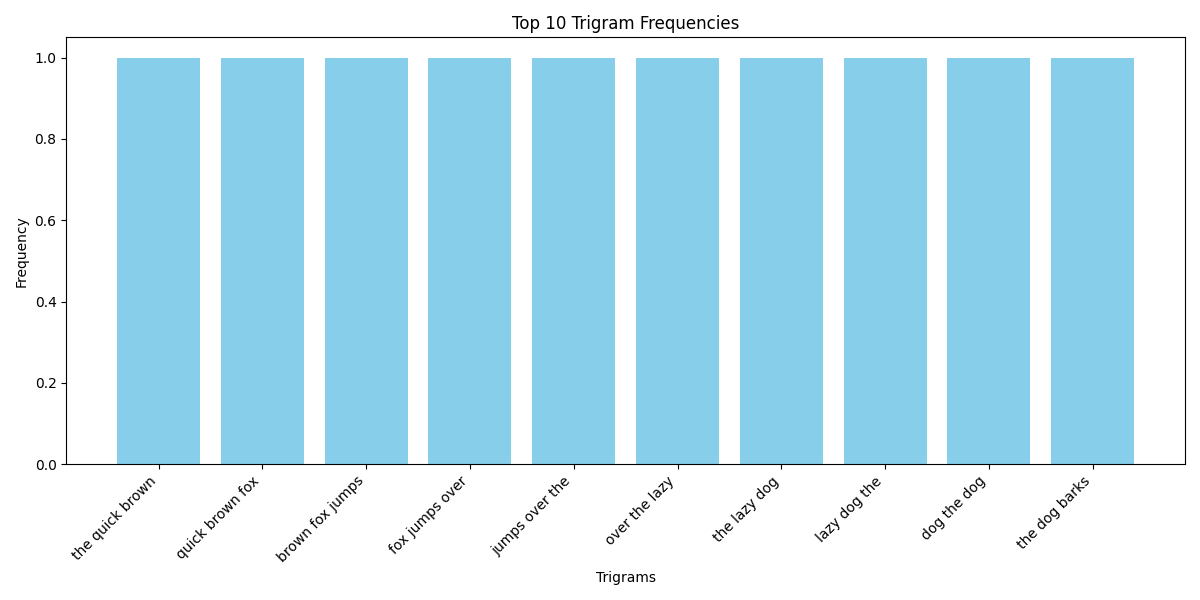 Top 10 Trigram Frequencies
Frequency
1.0
0.8
0.6
0.4
0.2
0.0
the quick brown
quick brown fox
brown fox jumps
fox jumps over
jumps over the
over the lazy
the lazy dog
lazy dog the
dog the dog
the dog barks
Trigrams